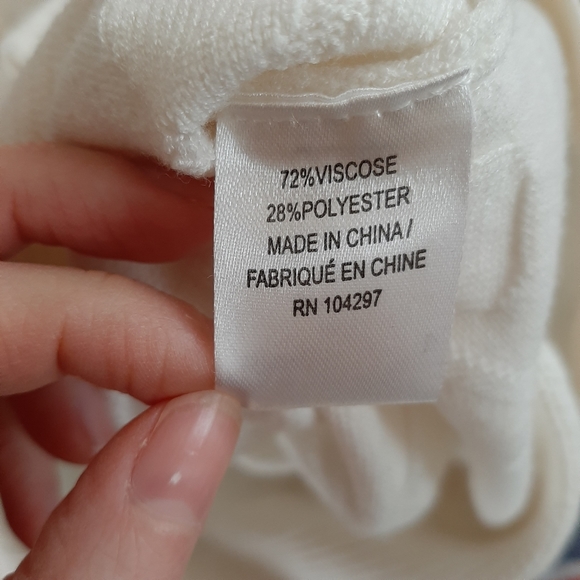 72%VISCOSE
28%POLYESTER
MADE IN CHINA /
FABRIQUÉ EN CHINE
RN 104297